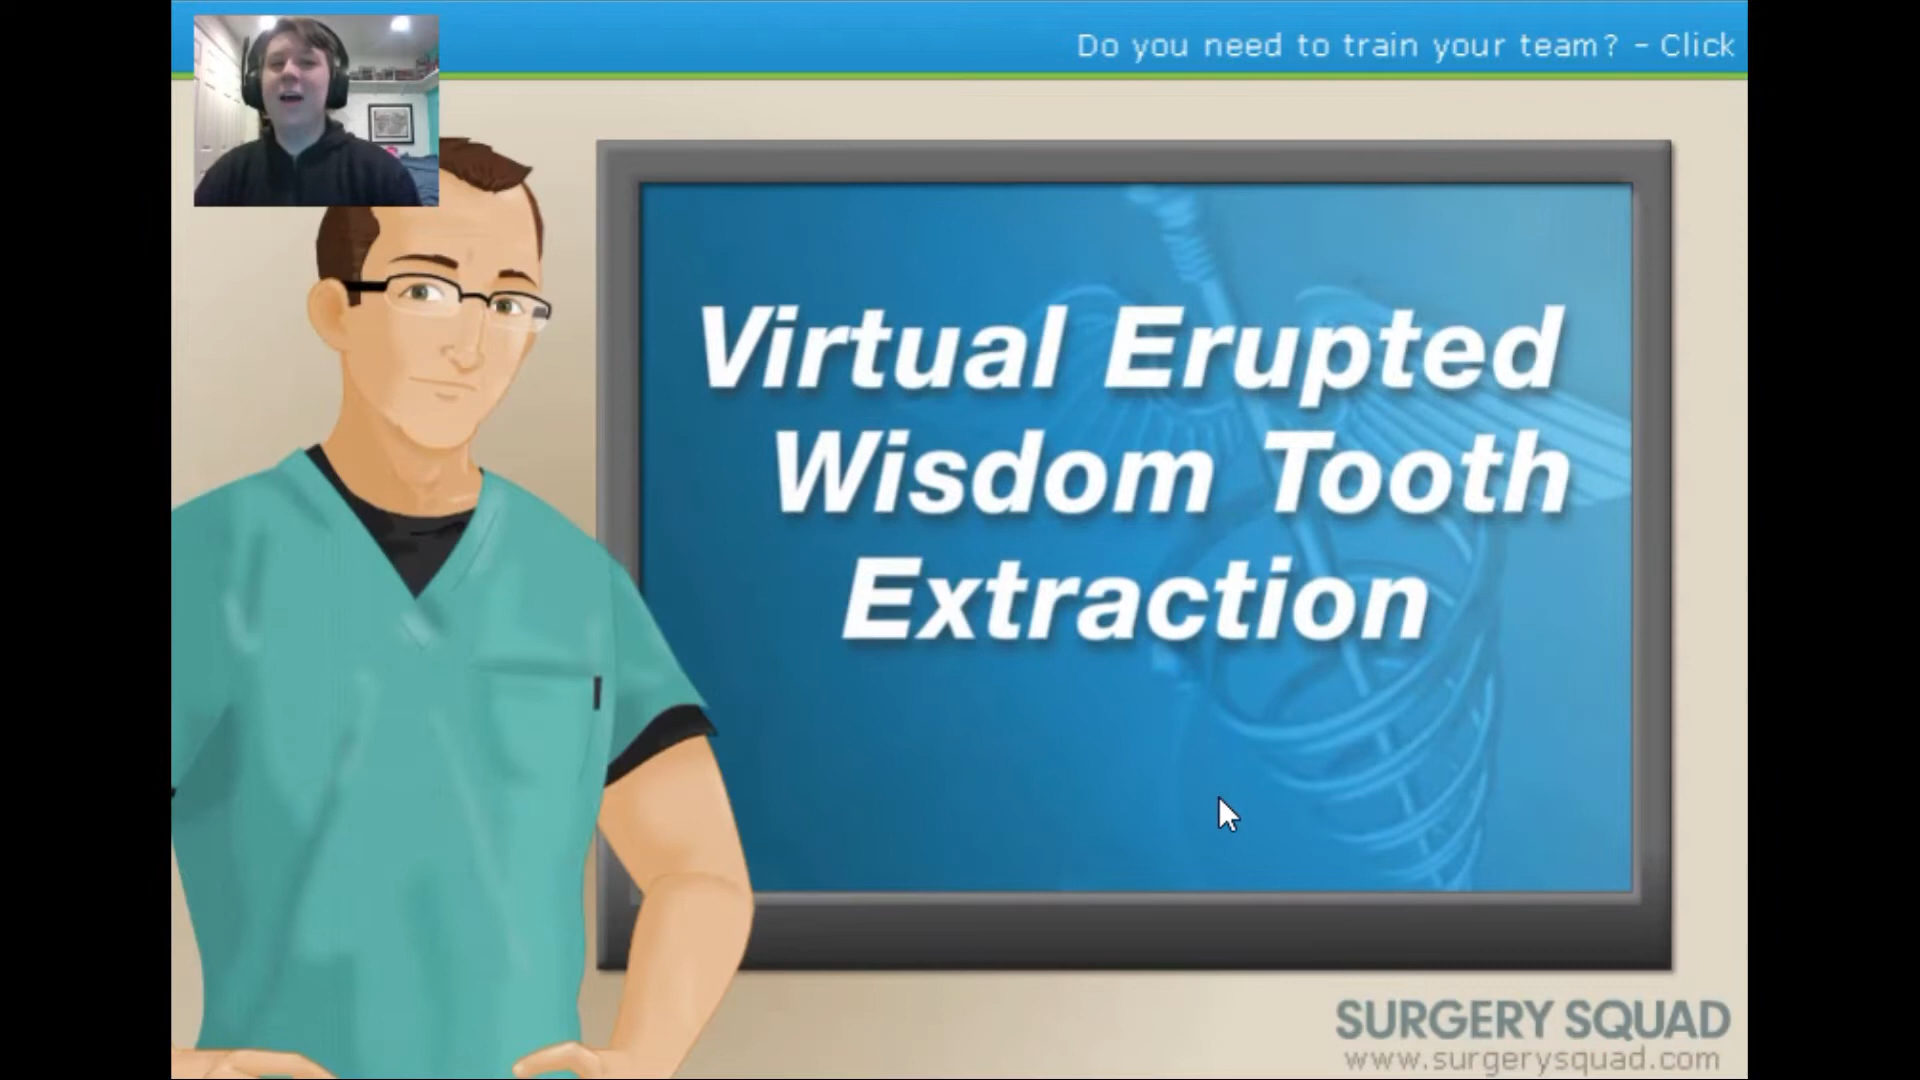 Do you need to train your team? - Click
Virtual Erupted
Wisdom Tooth
Extraction
SURGERY SQUAD
www.surgerysquad.com